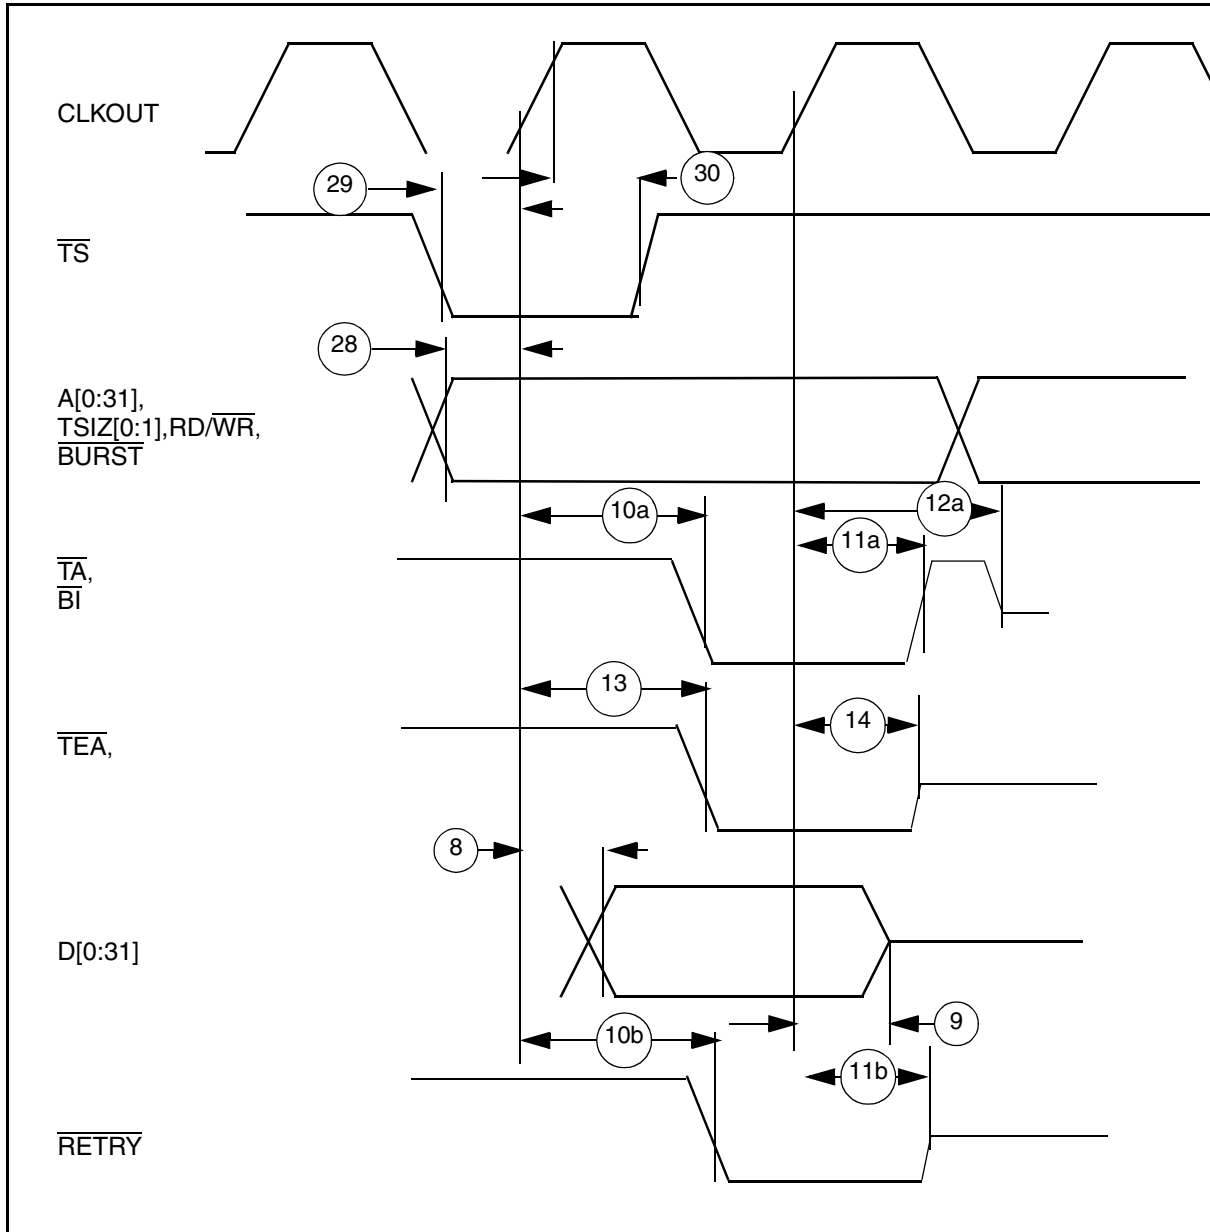 CLKOUT
29
30
TS
28
A[0:31],
TSIZ[0:1],RD/WR,
BURST
10a
12a
11a
TA,
BI
13
14
TEA,
8
D[0:31]
9
10b
11b
RETRY